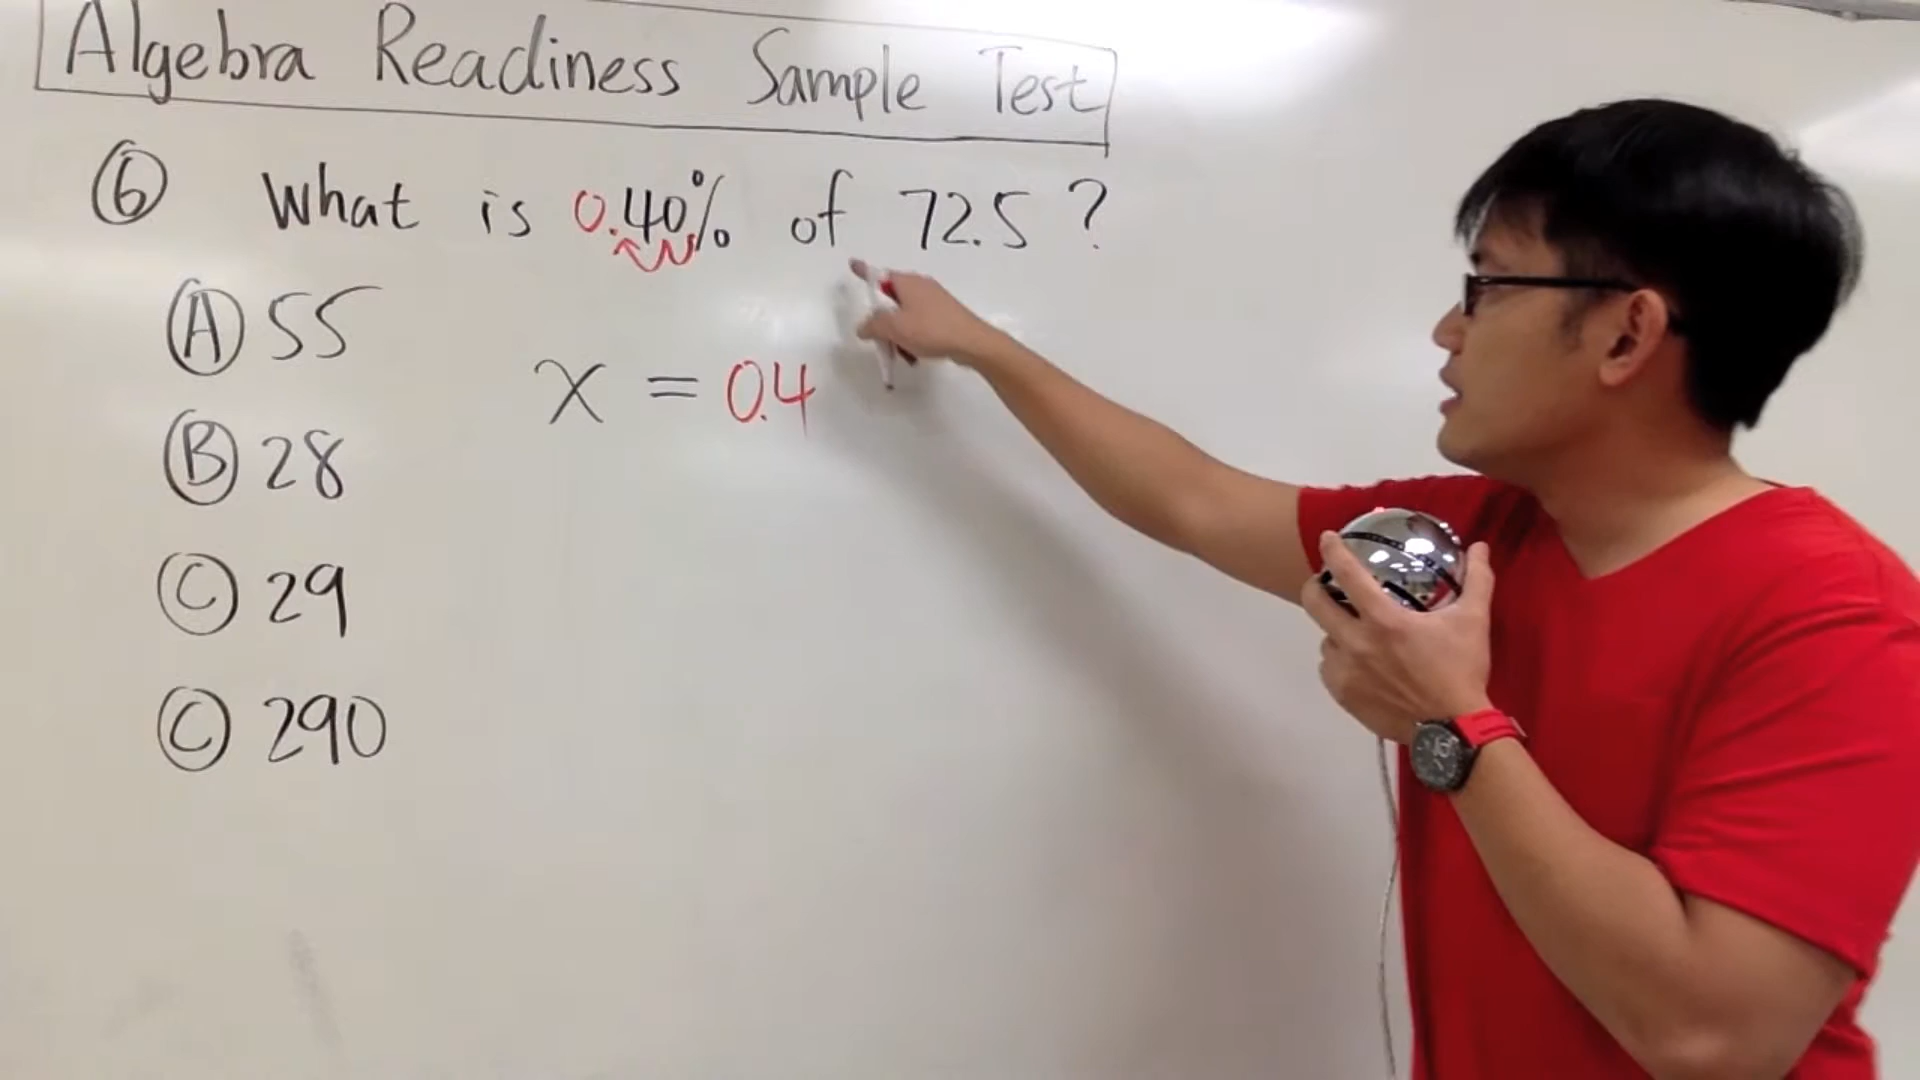 Algebra Readiness Sample Test
⑥ What is 0.40% of 72.5?
Ⓐ 55
x = 0.4
Ⓑ 28
Ⓒ 29
Ⓒ 290